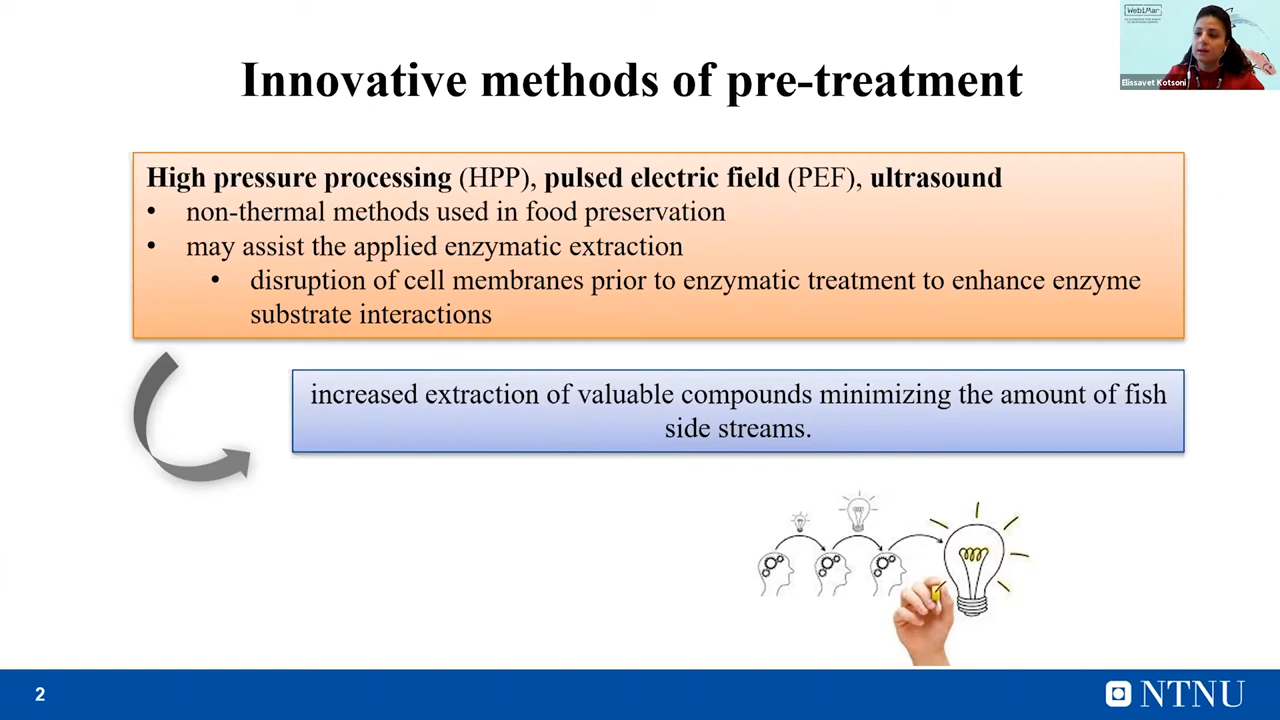 WebiMar
Elissavet Kotsoni
Innovative methods of pre-treatment
High pressure processing (HPP), pulsed electric field (PEF), ultrasound
• non-thermal methods used in food preservation
• may assist the applied enzymatic extraction
• disruption of cell membranes prior to enzymatic treatment to enhance enzyme
substrate interactions
increased extraction of valuable compounds minimizing the amount of fish
side streams.
2
NTNU